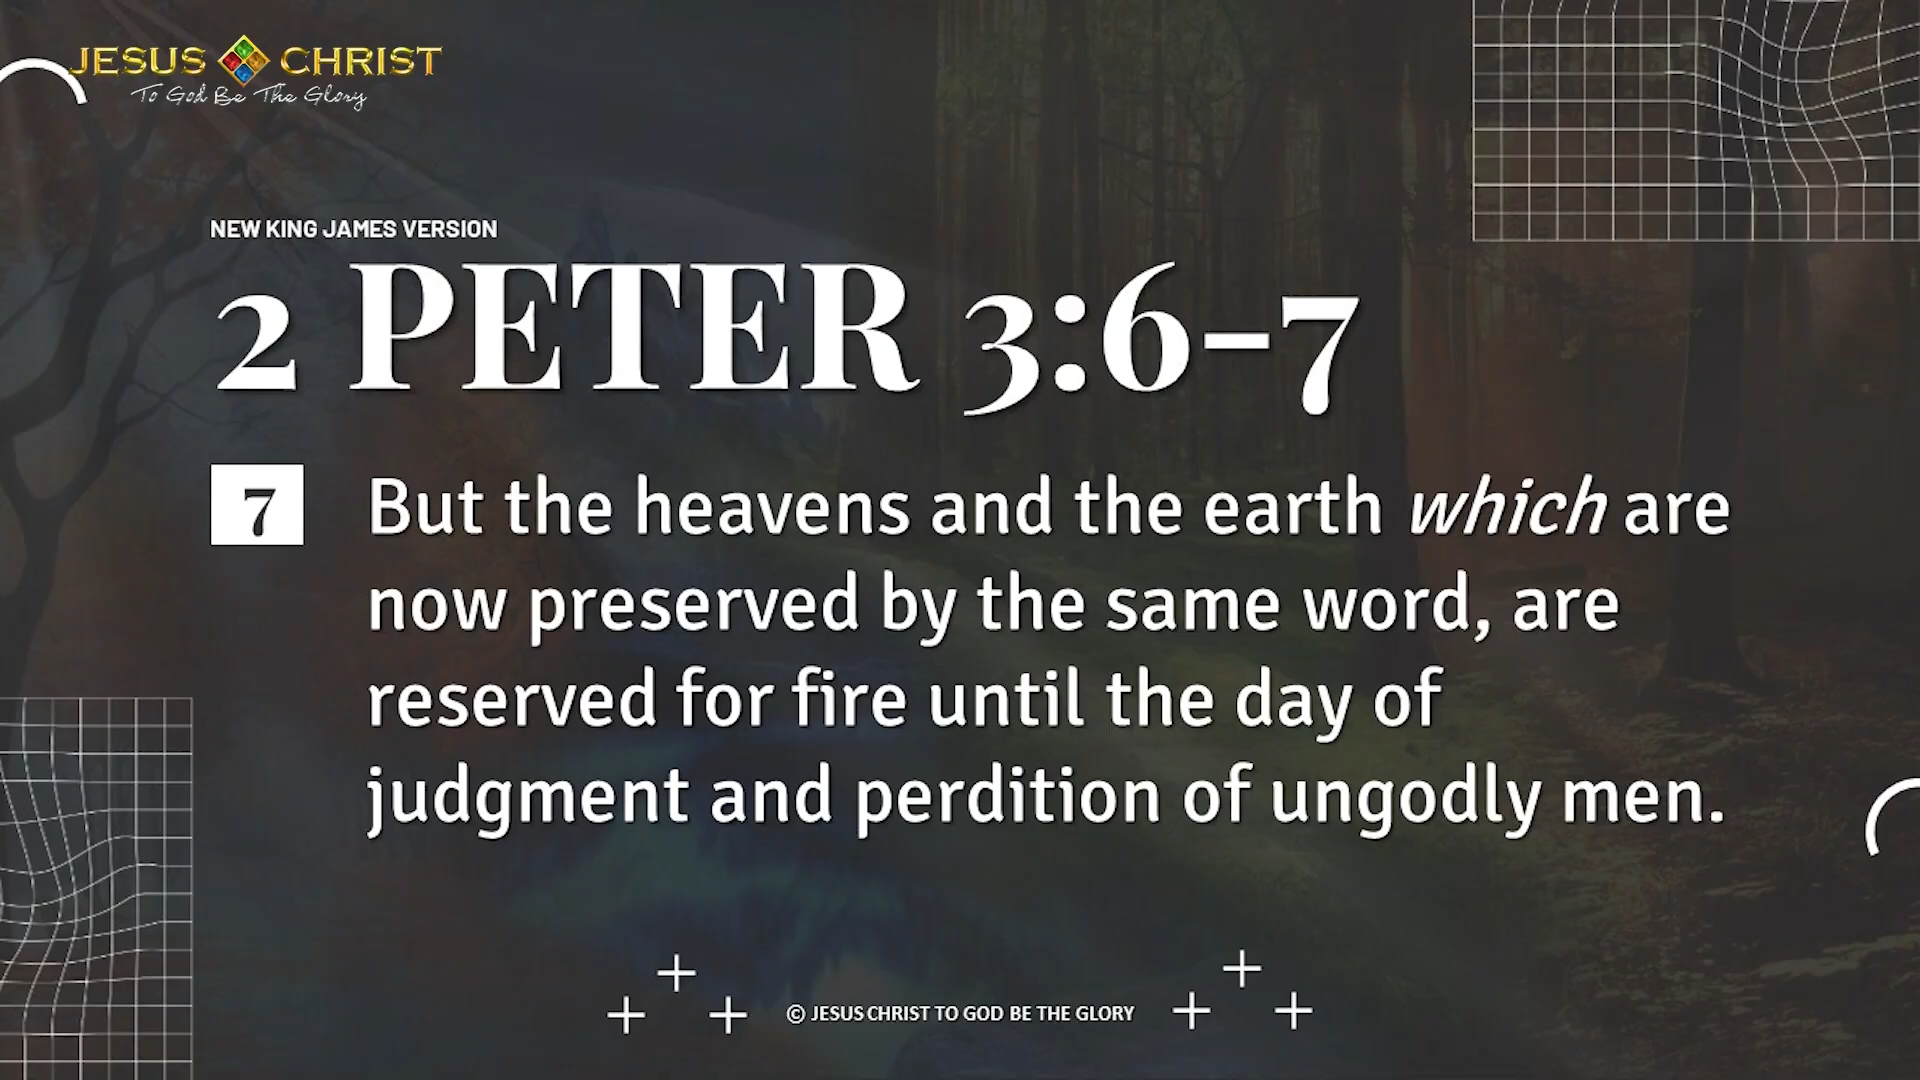 JESUS CHRIST
To God Be The Glory
NEW KING JAMES VERSION
2 PETER 3:6-7
7 But the heavens and the earth which are
now preserved by the same word, are
reserved for fire until the day of
judgment and perdition of ungodly men.
© JESUS CHRIST TO GOD BE THE GLORY